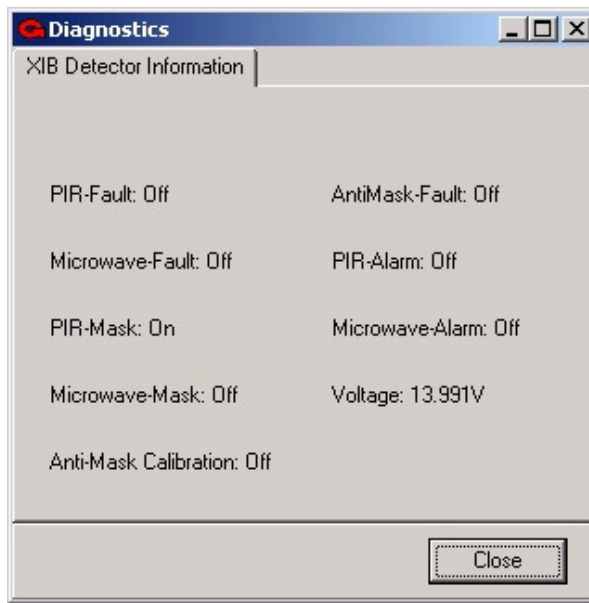 Diagnostics
XIB Detector Information
PIR-Fault: Off
AntiMask-Fault: Off
Microwave-Fault: Off
PIR-Alarm: Off
PIR-Mask: On
Microwave-Alarm: Off
Microwave-Mask: Off
Voltage: 13.991V
Anti-Mask Calibration: Off
Close